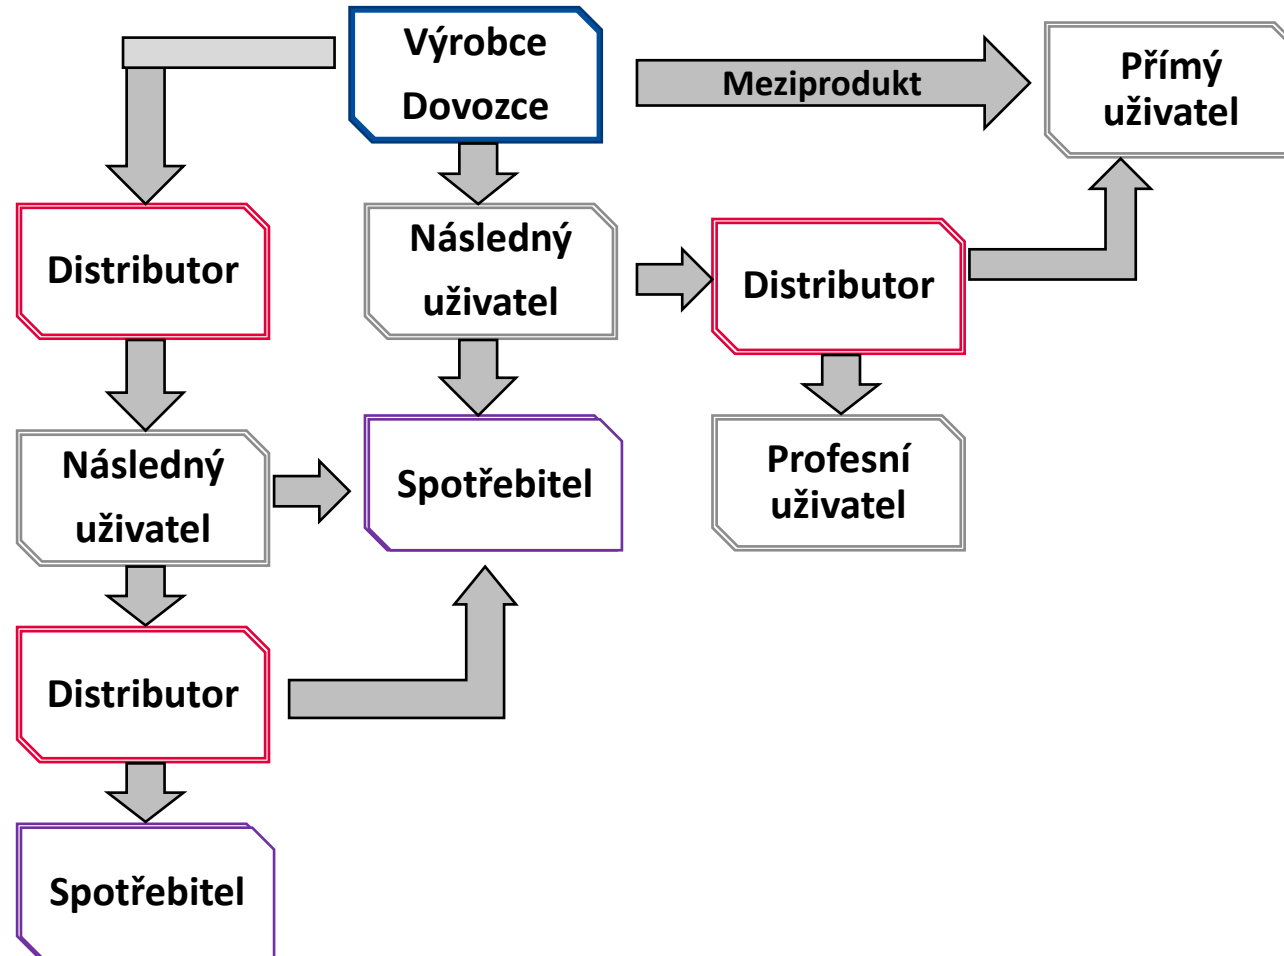 Výrobce
Dovozce
Meziprodukt
Přímý
uživatel
Distributor
Následný
uživatel
Distributor
Následný
uživatel
Spotřebitel
Profesní
uživatel
Distributor
Spotřebitel